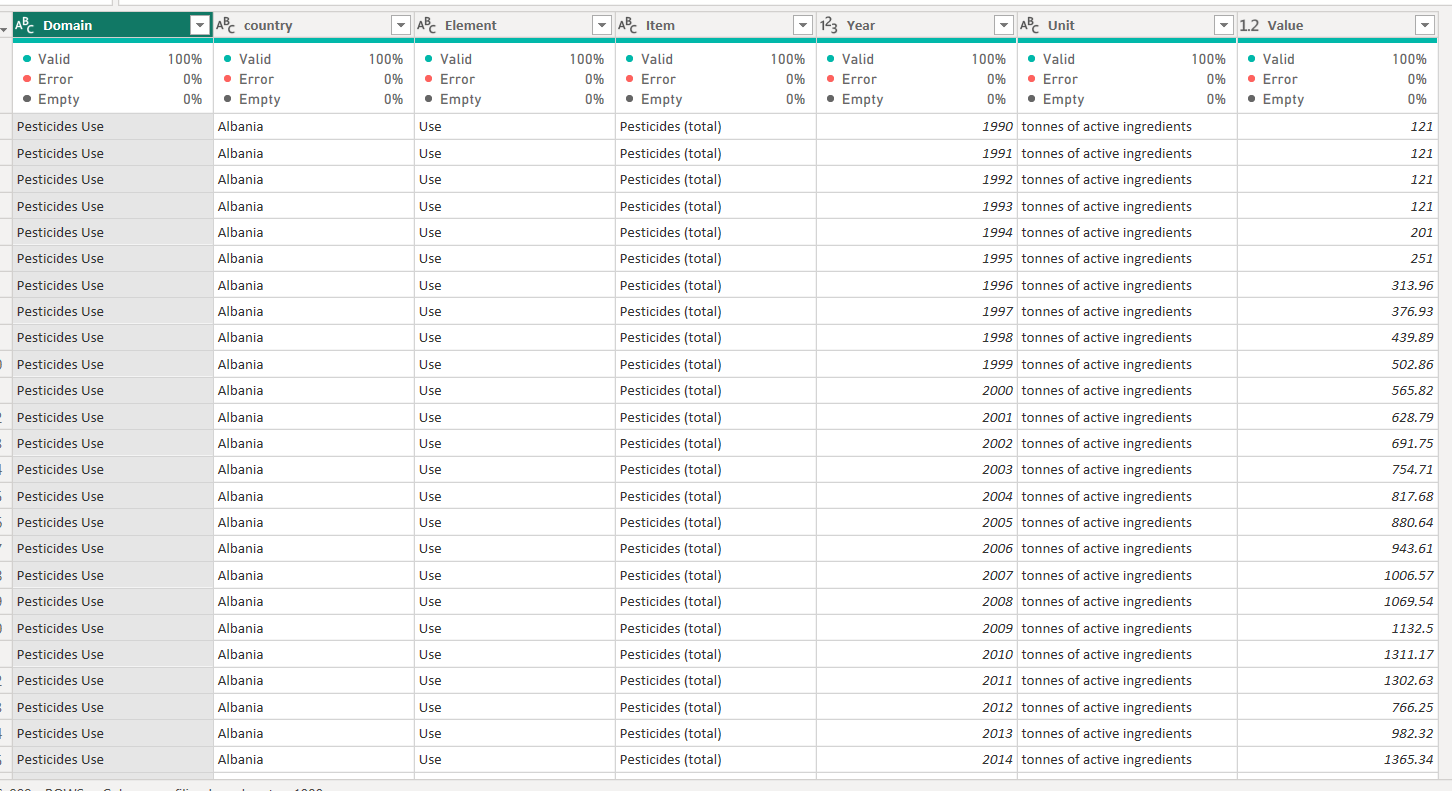 ABC Domain ABC country ABC Element ABC Item 123 Year ABC Unit 1.2 Value
Valid 100% Valid 100% Valid 100% Valid 100% Valid 100% Valid 100% Valid 100%
Error 0% Error 0% Error 0% Error 0% Error 0% Error 0% Error 0%
Empty 0% Empty 0% Empty 0% Empty 0% Empty 0% Empty 0% Empty 0%
Pesticides Use Albania Use Pesticides (total) 1990 tonnes of active ingredients 121
Pesticides Use Albania Use Pesticides (total) 1991 tonnes of active ingredients 121
Pesticides Use Albania Use Pesticides (total) 1992 tonnes of active ingredients 121
Pesticides Use Albania Use Pesticides (total) 1993 tonnes of active ingredients 121
Pesticides Use Albania Use Pesticides (total) 1994 tonnes of active ingredients 201
Pesticides Use Albania Use Pesticides (total) 1995 tonnes of active ingredients 251
Pesticides Use Albania Use Pesticides (total) 1996 tonnes of active ingredients 313.96
Pesticides Use Albania Use Pesticides (total) 1997 tonnes of active ingredients 376.93
Pesticides Use Albania Use Pesticides (total) 1998 tonnes of active ingredients 439.89
Pesticides Use Albania Use Pesticides (total) 1999 tonnes of active ingredients 502.86
Pesticides Use Albania Use Pesticides (total) 2000 tonnes of active ingredients 565.82
Pesticides Use Albania Use Pesticides (total) 2001 tonnes of active ingredients 628.79
Pesticides Use Albania Use Pesticides (total) 2002 tonnes of active ingredients 691.75
Pesticides Use Albania Use Pesticides (total) 2003 tonnes of active ingredients 754.71
Pesticides Use Albania Use Pesticides (total) 2004 tonnes of active ingredients 817.68
Pesticides Use Albania Use Pesticides (total) 2005 tonnes of active ingredients 880.64
Pesticides Use Albania Use Pesticides (total) 2006 tonnes of active ingredients 943.61
Pesticides Use Albania Use Pesticides (total) 2007 tonnes of active ingredients 1006.57
Pesticides Use Albania Use Pesticides (total) 2008 tonnes of active ingredients 1069.54
Pesticides Use Albania Use Pesticides (total) 2009 tonnes of active ingredients 1132.5
Pesticides Use Albania Use Pesticides (total) 2010 tonnes of active ingredients 1311.17
Pesticides Use Albania Use Pesticides (total) 2011 tonnes of active ingredients 1302.63
Pesticides Use Albania Use Pesticides (total) 2012 tonnes of active ingredients 766.25
Pesticides Use Albania Use Pesticides (total) 2013 tonnes of active ingredients 982.32
Pesticides Use Albania Use Pesticides (total) 2014 tonnes of active ingredients 1365.34